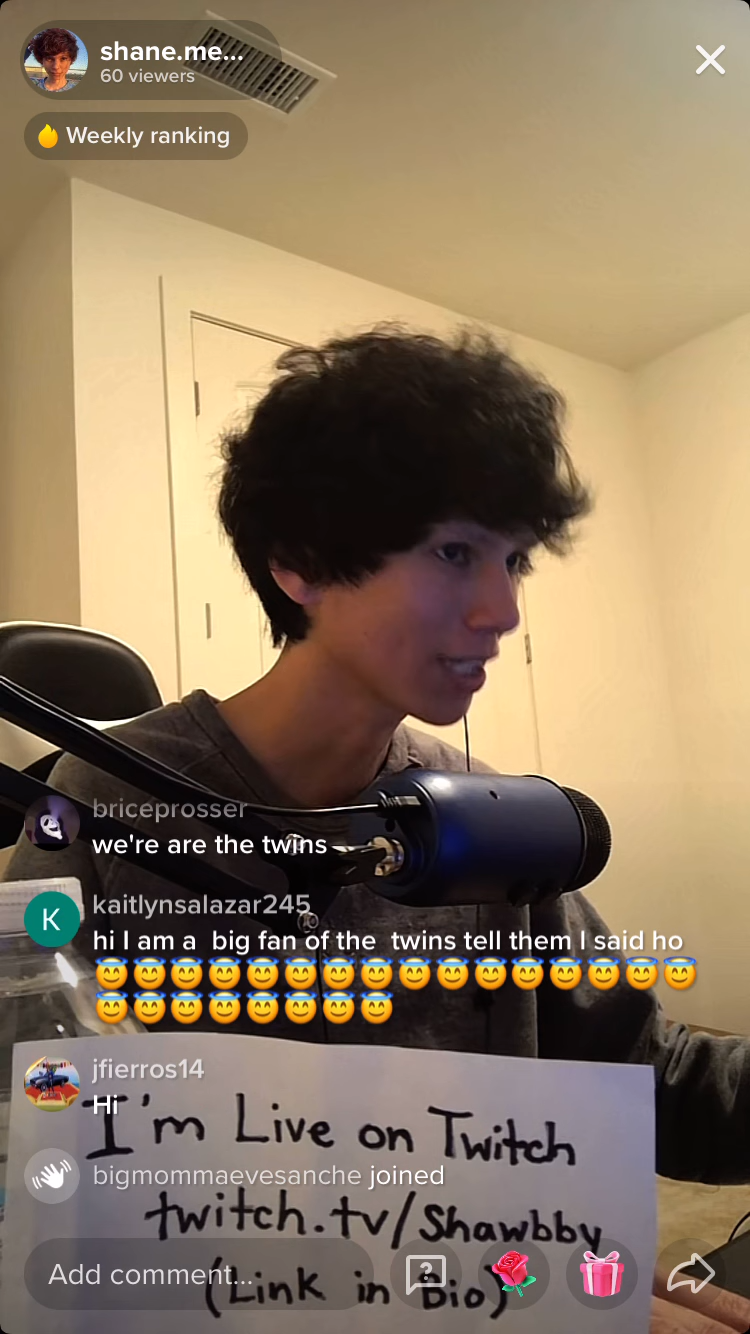 shane.me...
60 viewers
Weekly ranking
briceprosser
we're are the twins
kaitlynsalazar245
hi I am a big fan of the twins tell them I said ho
😇😇😇😇😇😇😇😇😇😇😇😇😇😇😇😇
😇😇😇😇😇😇😇😇
K
jfierros14
Hi
I'm Live on Twitch
bigmommaevesanche joined
twitch.tv/Shawbby
Add comment...
(Link in Bio)